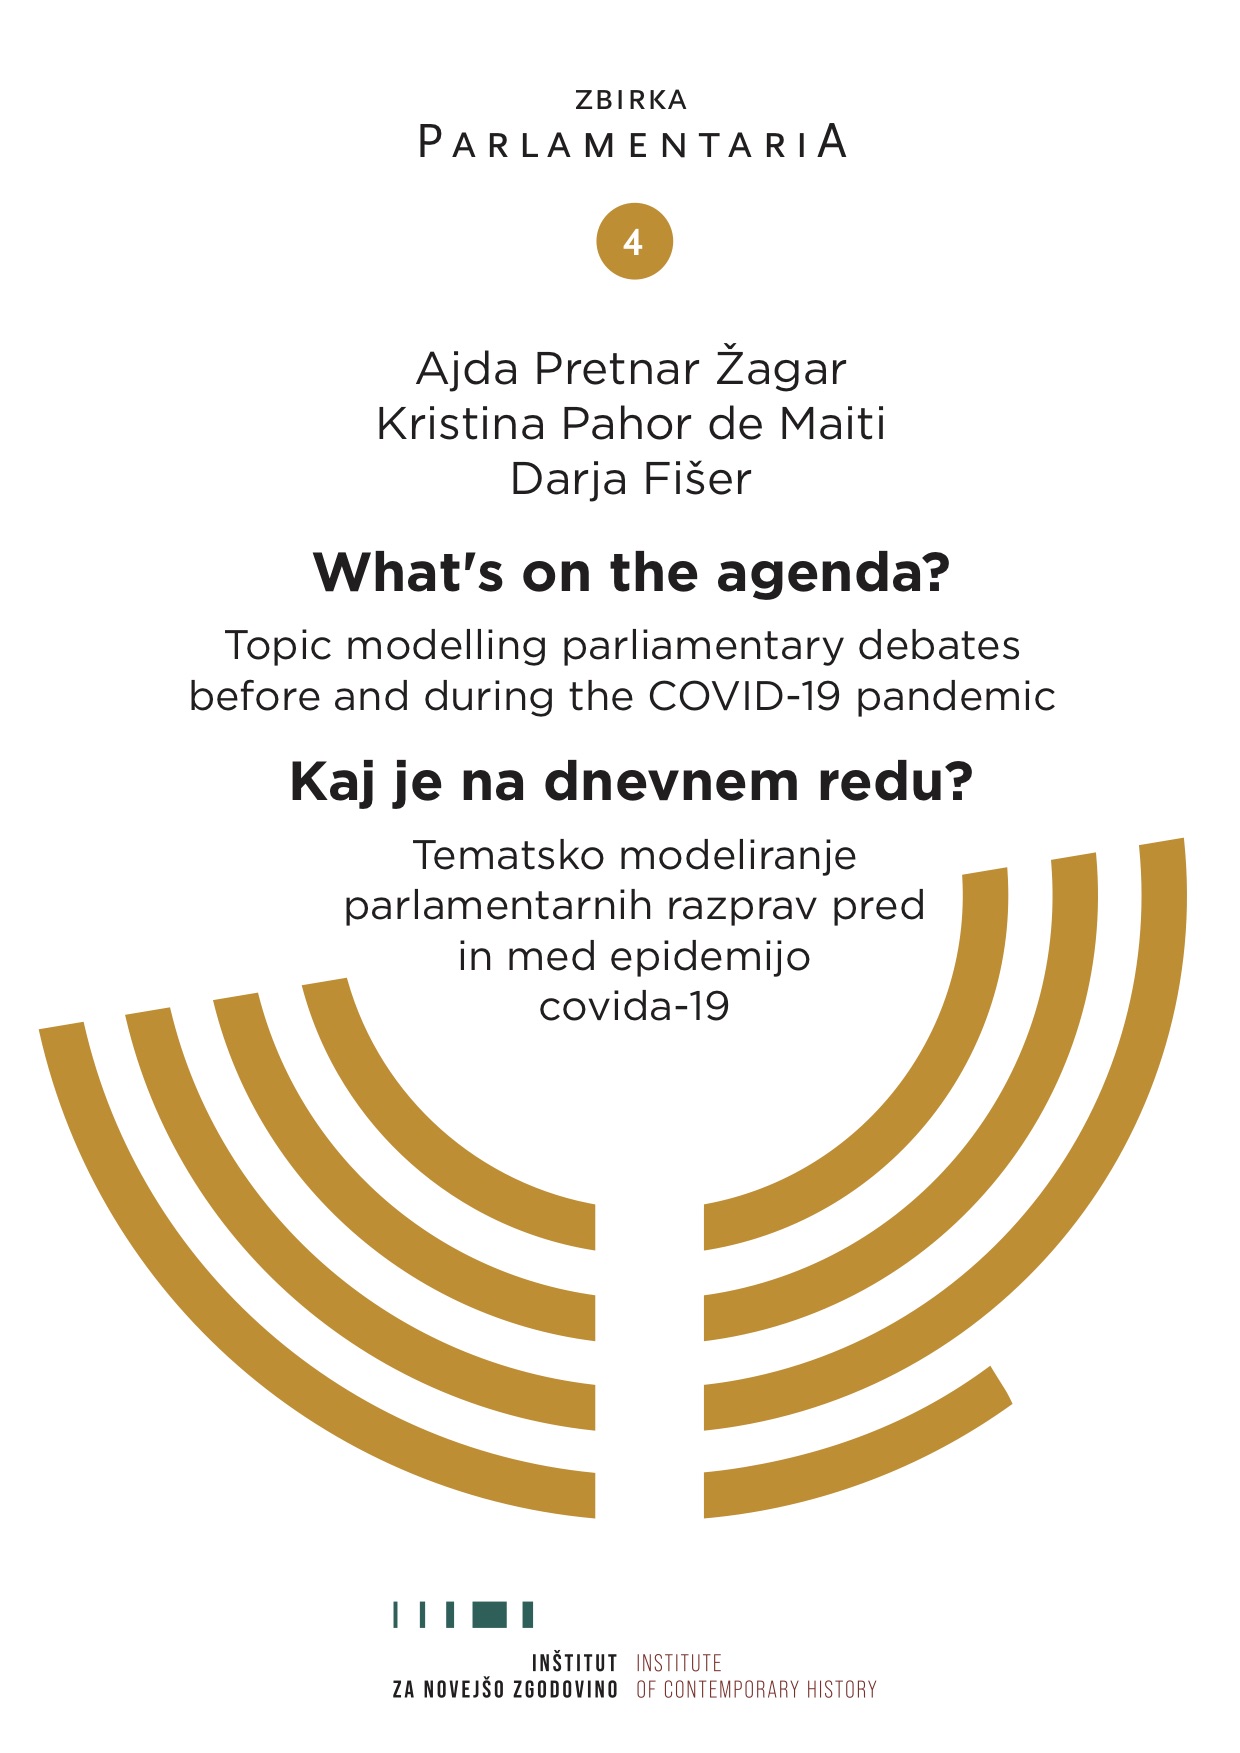 ZBIRKA
PARLAMENTARIA
4
Ajda Pretnar Žagar
Kristina Pahor de Maiti
Darja Fišer
What's on the agenda?
Topic modelling parliamentary debates
before and during the COVID-19 pandemic
Kaj je na dnevnem redu?
Tematsko modeliranje
parlamentarnih razprav pred
in med epidemijo
covida-19
INŠTITUT
ZA NOVEJŠO ZGODOVINO
INSTITUTE
OF CONTEMPORARY HISTORY